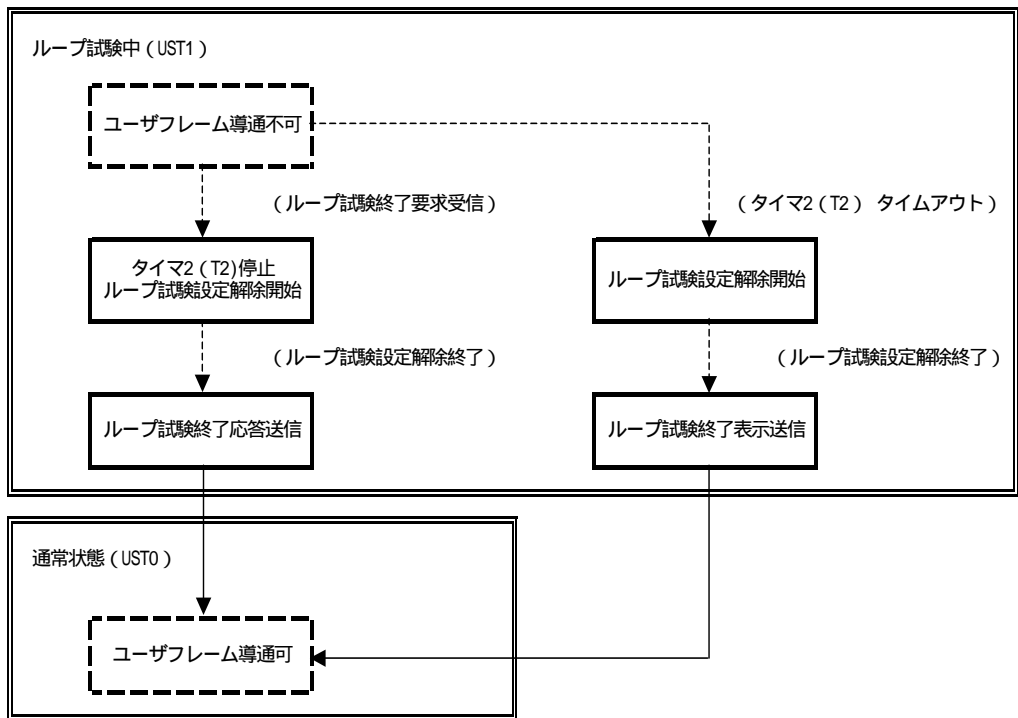 ループ試験中(UST1)
ユーザフレーム導通不可
(ループ試験終了要求受信)
(タイマ2(T2) タイムアウト)
タイマ2(T2)停止
ループ試験設定解除開始
ループ試験設定解除開始
(ループ試験設定解除終了)
(ループ試験設定解除終了)
ループ試験終了応答送信
ループ試験終了表示送信
通常状態(UST0)
ユーザフレーム導通可